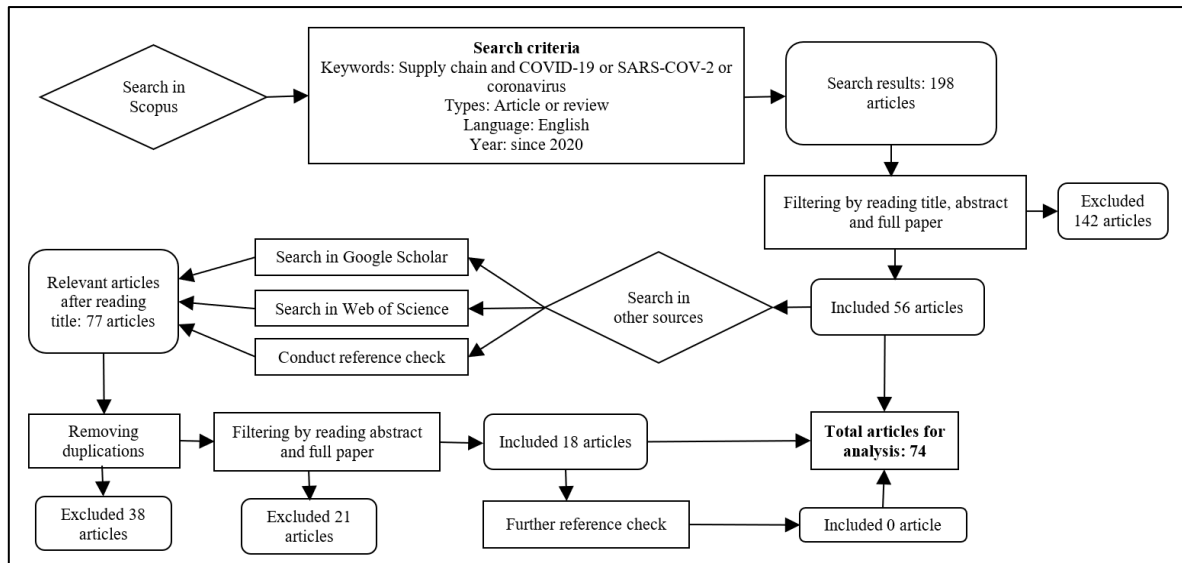 Search in
Scopus
Search criteria
Keywords: Supply chain and COVID-19 or SARS-COV-2 or
coronavirus
Types: Article or review
Language: English
Year: since 2020
Search results: 198
articles
Filtering by reading title, abstract
and full paper
Excluded
142 articles
Included 56 articles
Search in
other sources
Search in Google Scholar
Search in Web of Science
Conduct reference check
Relevant articles
after reading
title: 77 articles
Removing
duplications
Excluded 38
articles
Filtering by reading abstract
and full paper
Excluded 21
articles
Included 18 articles
Further reference check
Included 0 article
Total articles for
analysis: 74